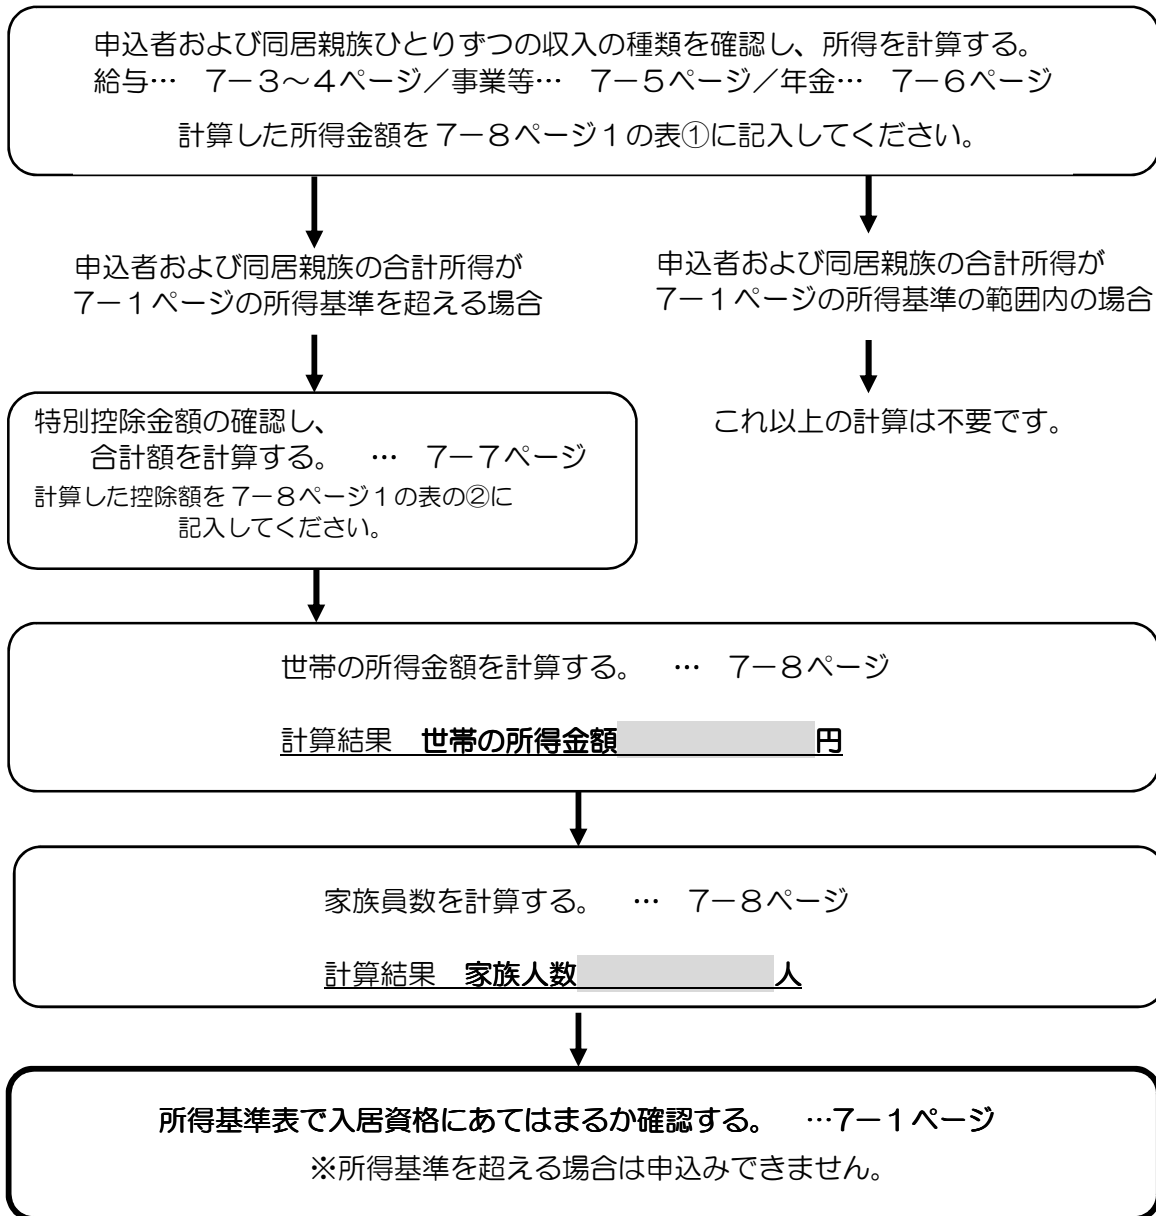 申込者および同居親族ひとりずつの収入の種類を確認し、所得を計算する。
給与… 7－3～4ページ／事業等… 7－5ページ／年金… 7－6ページ
計算した所得金額を7－8ページ1の表①に記入してください。
申込者および同居親族の合計所得が
7－1ページの所得基準を超える場合
申込者および同居親族の合計所得が
7－1ページの所得基準の範囲内の場合
特別控除金額の確認し、
合計額を計算する。 … 7－7ページ
計算した控除額を7－8ページ1の表の②に
記入してください。
これ以上の計算は不要です。
世帯の所得金額を計算する。 … 7－8ページ
計算結果 世帯の所得金額 円
家族員数を計算する。 … 7－8ページ
計算結果 家族人数 人
所得基準表で入居資格にあてはまるか確認する。 …7－1ページ
※所得基準を超える場合は申込みできません。